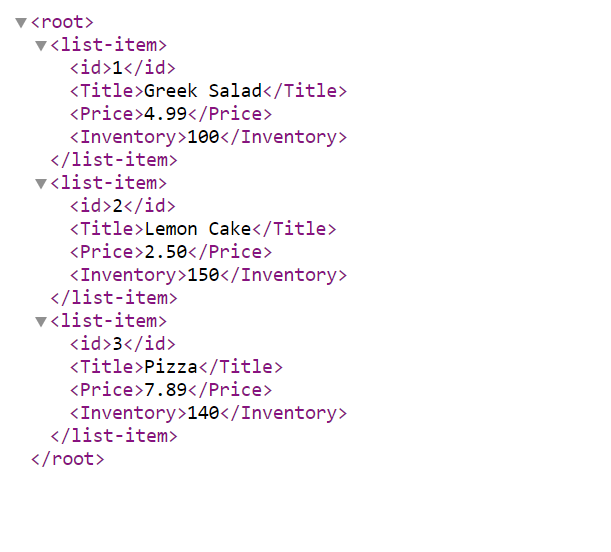 <root>
<list-item>
<id>1</id>
<Title>Greek Salad</Title>
<Price>4.99</Price>
<Inventory>100</Inventory>
</list-item>
<list-item>
<id>2</id>
<Title>Lemon Cake</Title>
<Price>2.50</Price>
<Inventory>150</Inventory>
</list-item>
<list-item>
<id>3</id>
<Title>Pizza</Title>
<Price>7.89</Price>
<Inventory>140</Inventory>
</list-item>
</root>